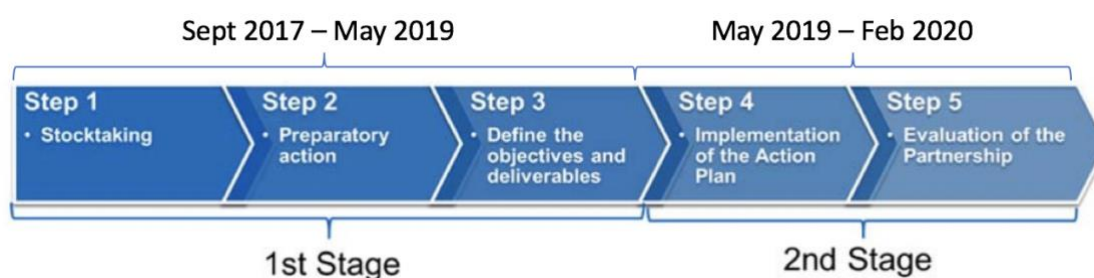 Sept 2017 – May 2019
May 2019 – Feb 2020
Step 1
• Stocktaking
Step 2
• Preparatory
action
Step 3
• Define the
objectives and
deliverables
Step 4
• Implementation
of the Action
Plan
Step 5
• Evaluation of the
Partnership
1st Stage
2nd Stage